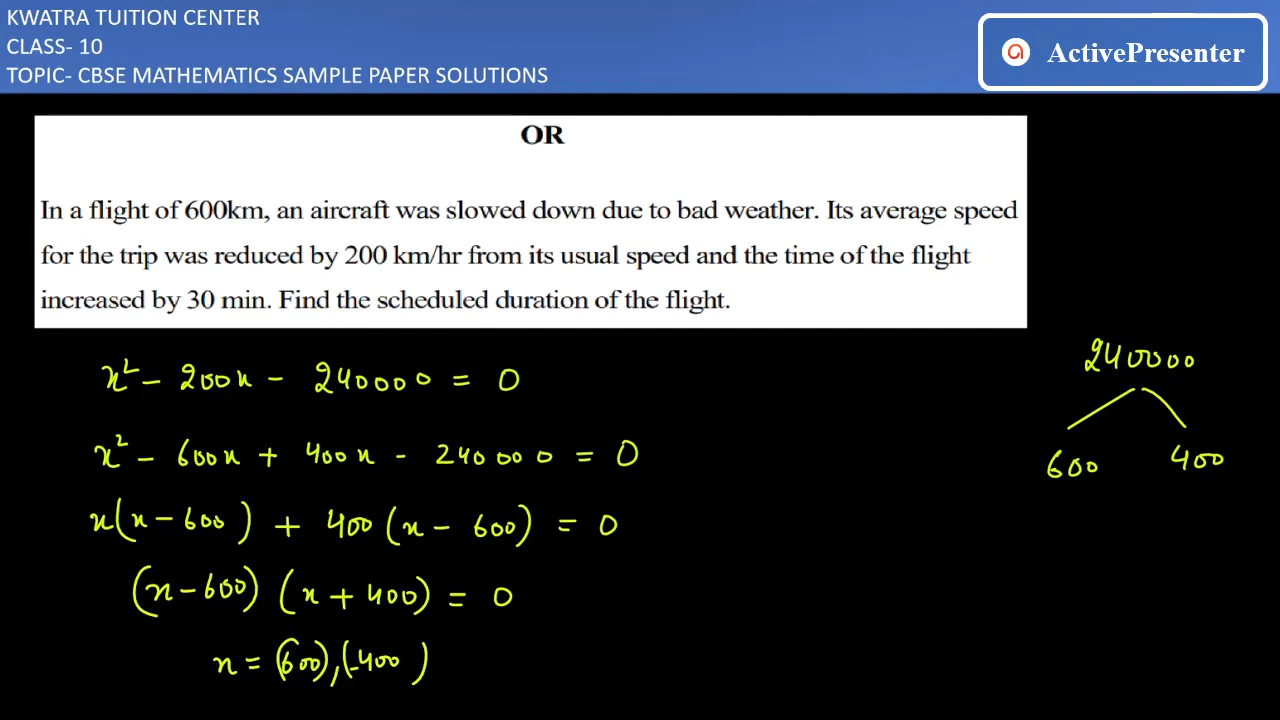 KWATRA TUITION CENTER
CLASS- 10
TOPIC- CBSE MATHEMATICS SAMPLE PAPER SOLUTIONS
ActivePresenter
OR
In a flight of 600km, an aircraft was slowed down due to bad weather. Its average speed
for the trip was reduced by 200 km/hr from its usual speed and the time of the flight
increased by 30 min. Find the scheduled duration of the flight.
x² - 200x - 240000 = 0
x² - 600x + 400x - 240000 = 0
x(x - 600) + 400(x - 600) = 0
(x - 600) (x + 400) = 0
x = (600), (-400)
240000
600 400